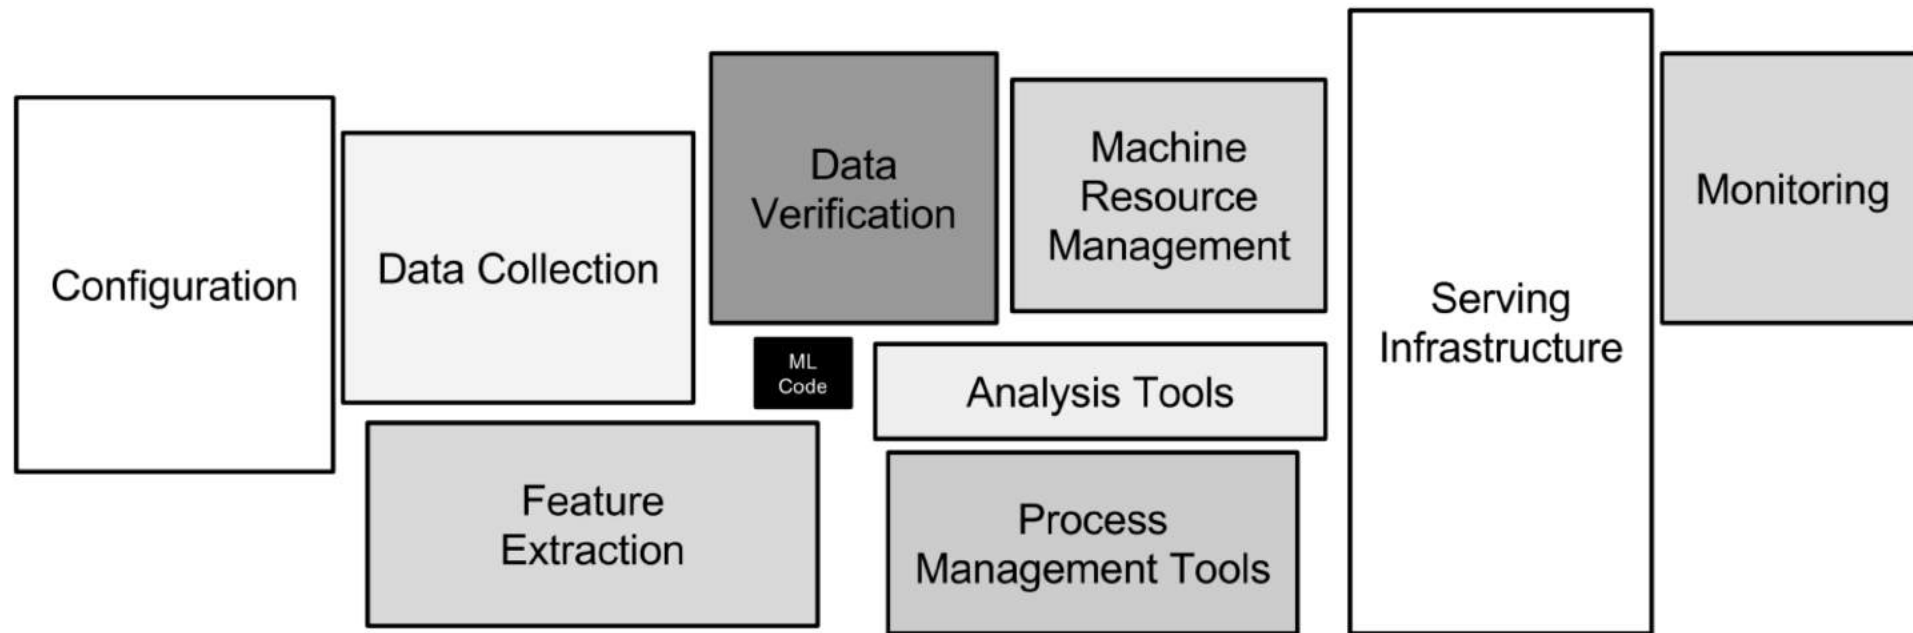 Configuration
Data Collection
Feature
Extraction
Data
Verification
ML
Code
Machine
Resource
Management
Analysis Tools
Process
Management Tools
Serving
Infrastructure
Monitoring